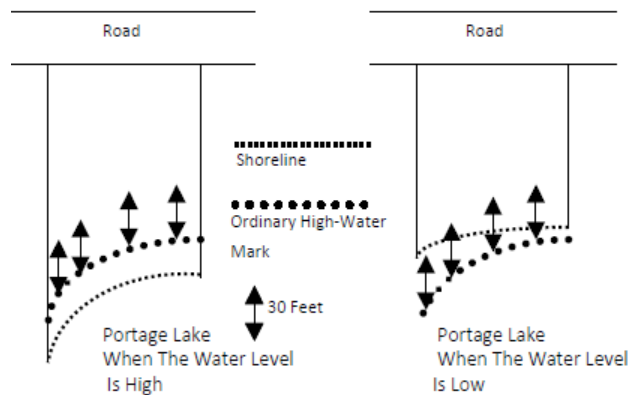 Road
Road
Shoreline
Ordinary High-Water
Mark
30 Feet
Portage Lake
When The Water Level
Is High
Portage Lake
When The Water Level
Is Low